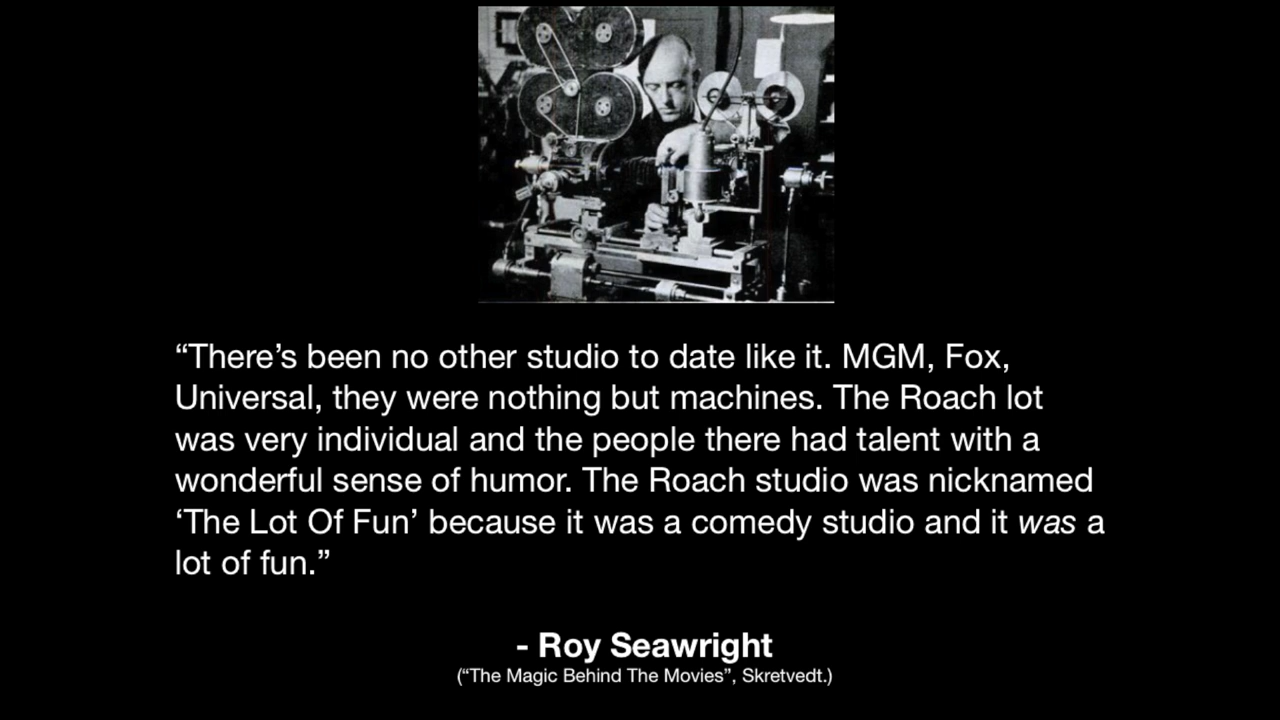 “There’s been no other studio to date like it. MGM, Fox,
Universal, they were nothing but machines. The Roach lot
was very individual and the people there had talent with a
wonderful sense of humor. The Roach studio was nicknamed
‘The Lot Of Fun’ because it was a comedy studio and it was a
lot of fun.”
- Roy Seawright
(“The Magic Behind The Movies”, Skretvedt.)